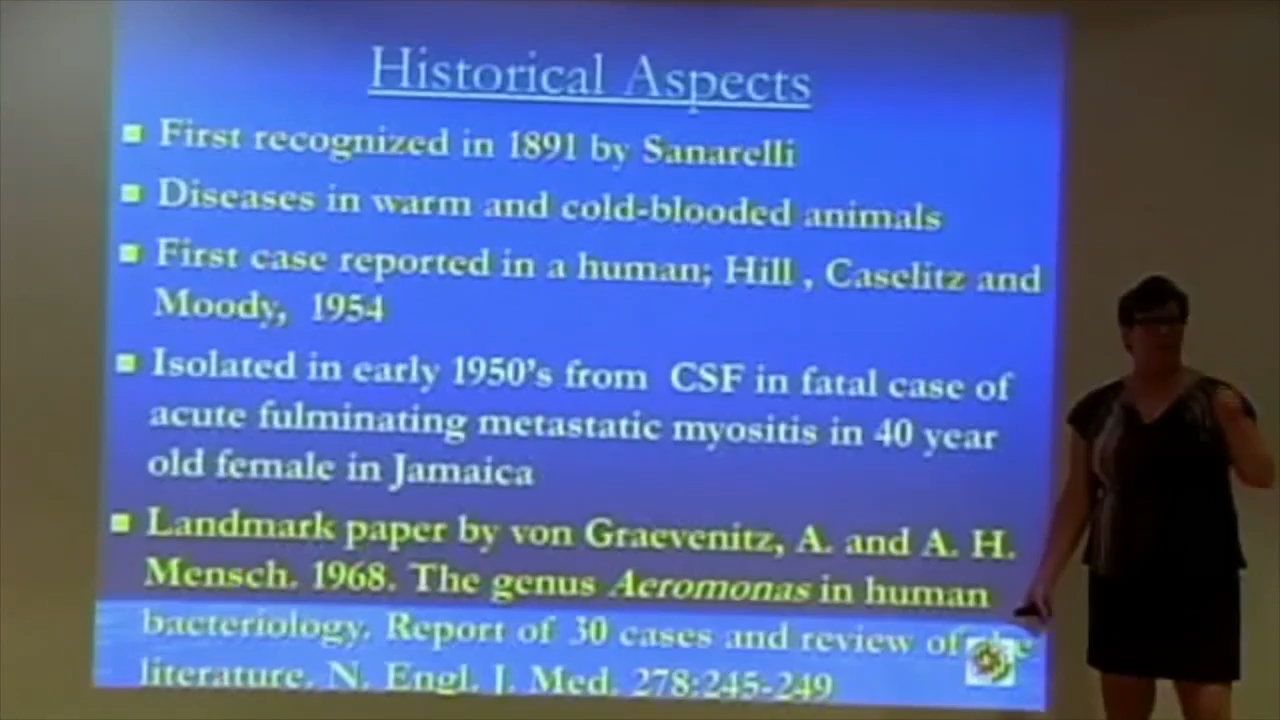 Historical Aspects
First recognized in 1891 by Sanarelli
Diseases in warm and cold-blooded animals
First case reported in a human; Hill , Caselitz and
Moody, 1954
Isolated in early 1950's from CSF in fatal case of
acute fulminating metastatic myositis in 40 year
old female in Jamaica
Landmark paper by von Graevenitz, A. and A. H.
Mensch. 1968. The genus Aeromonas in human
bacteriology. Report of 30 cases and review of
literature. N. Engl. J. Med. 278:245-249